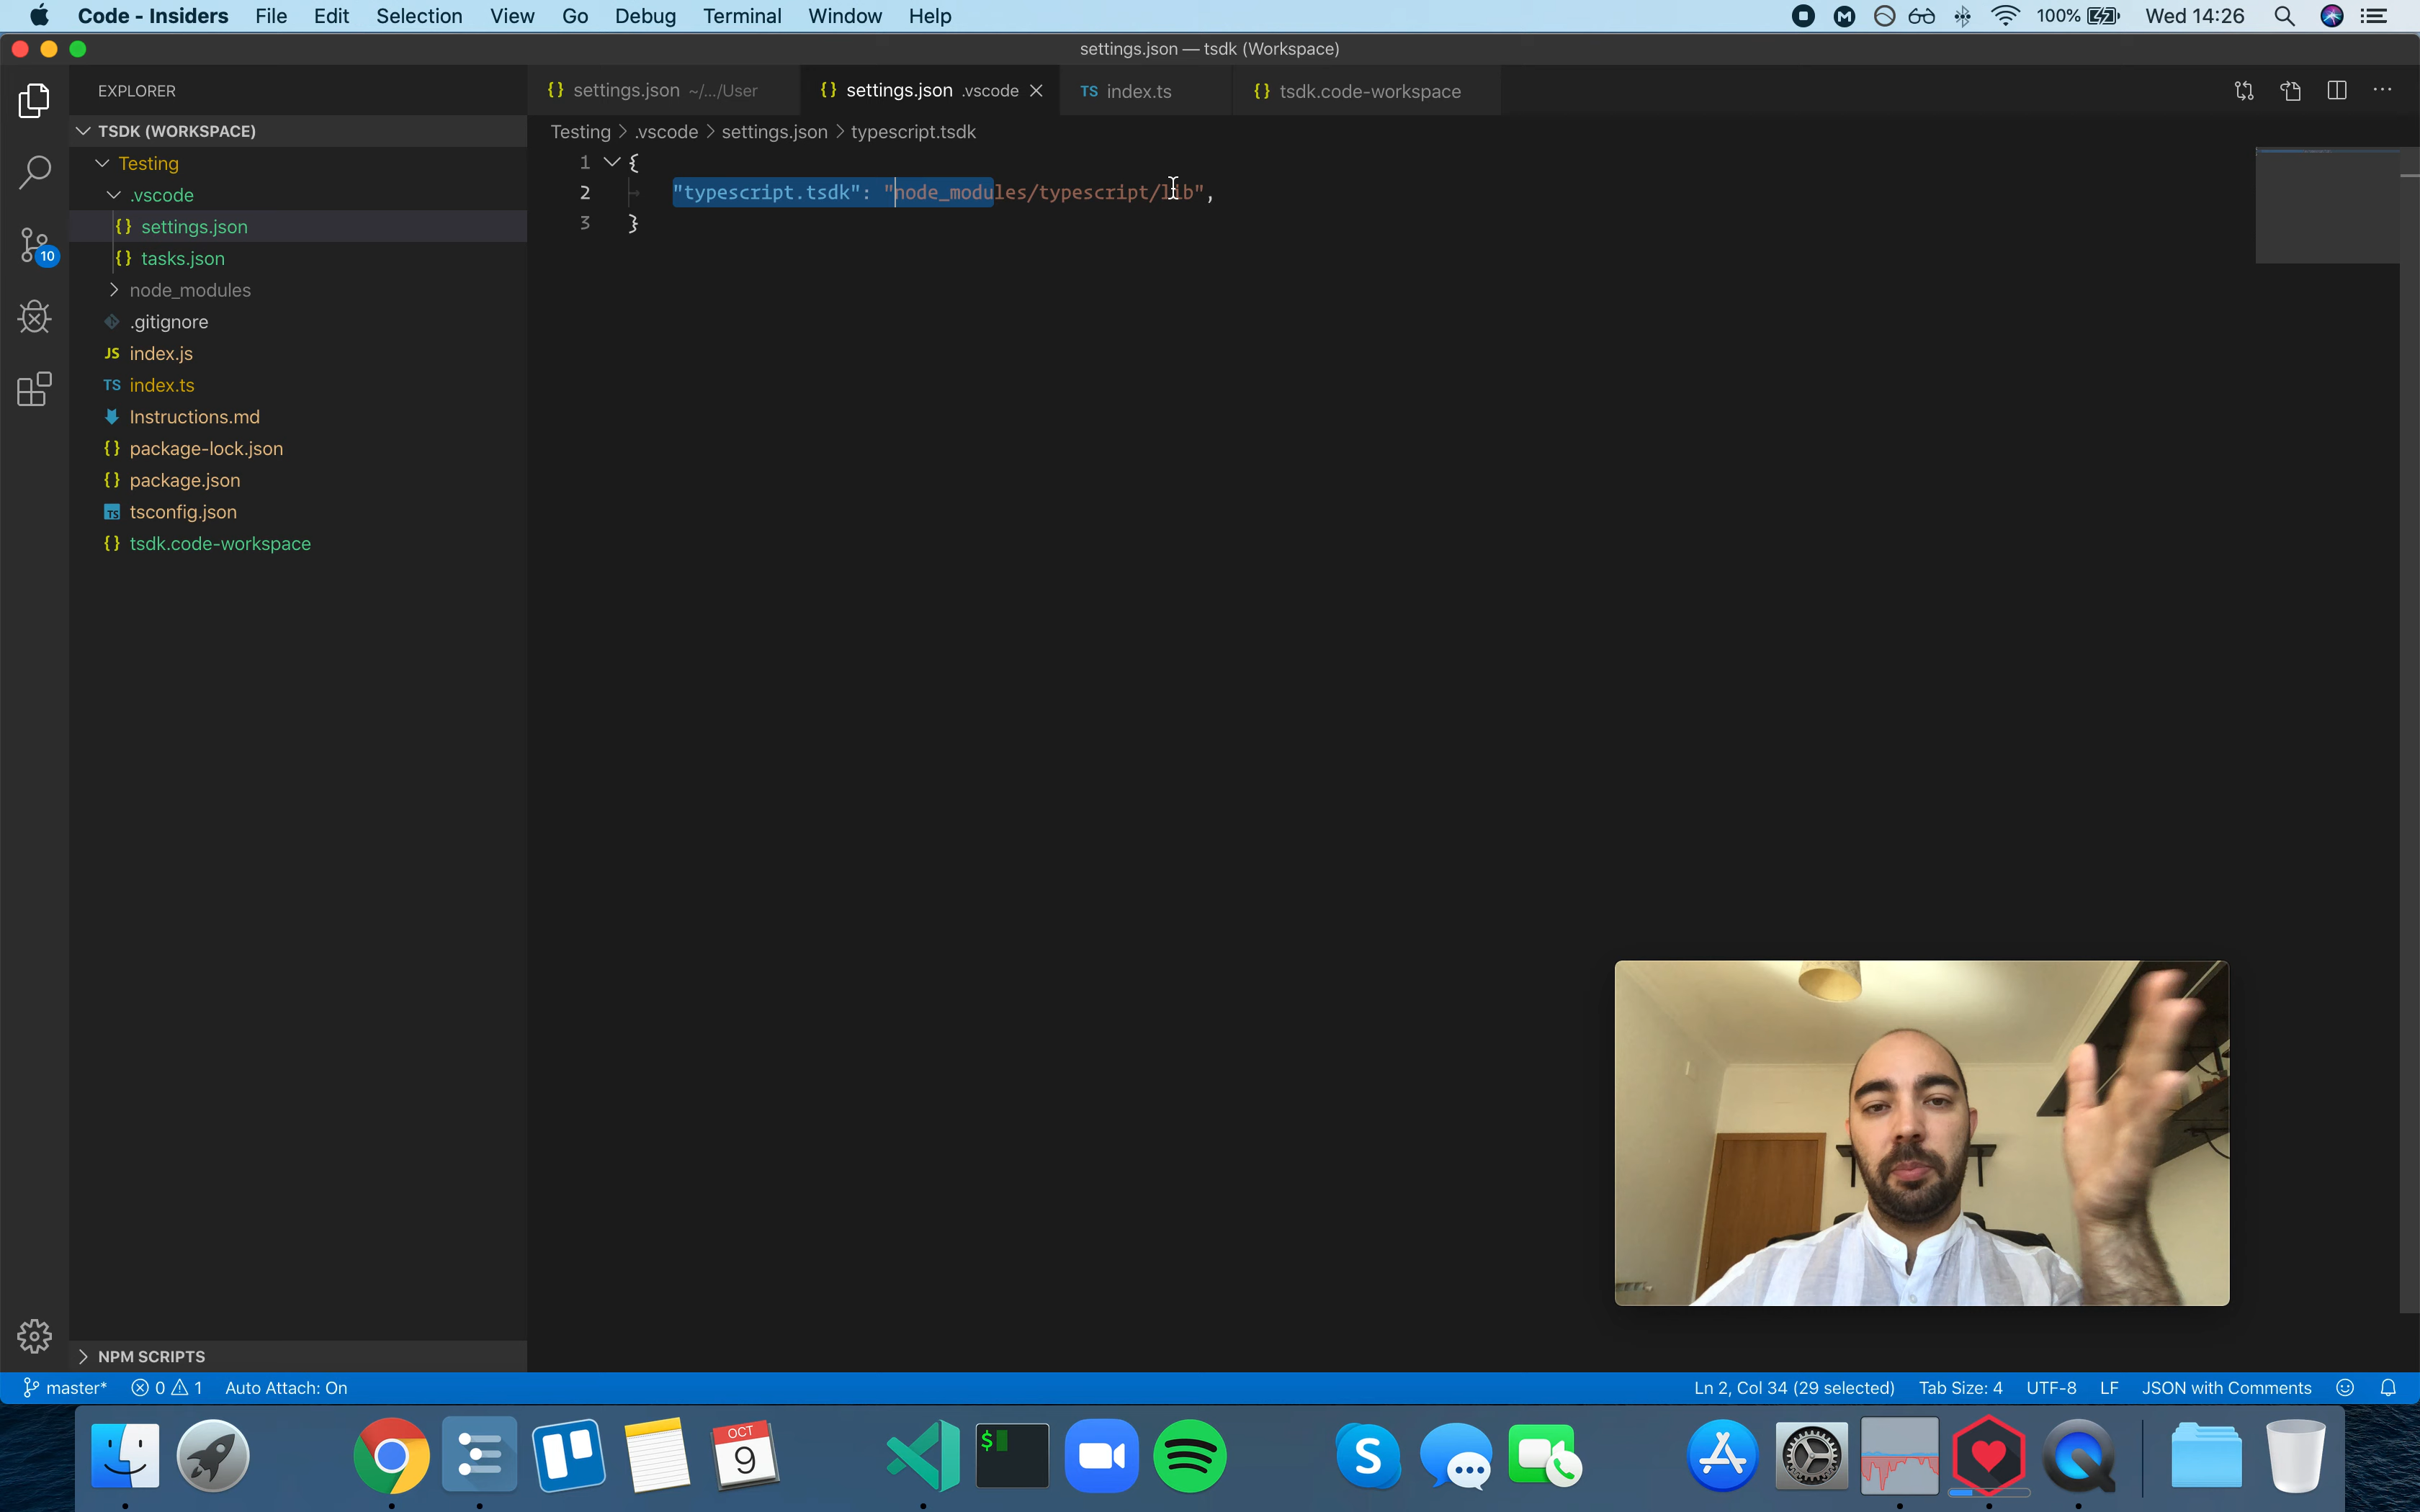 Code - Insiders File Edit Selection View Go Debug Terminal Window Help 100% Wed 14:26
settings.json — tsdk (Workspace)
EXPLORER
{} settings.json ~/.../User {} settings.json .vscode TS index.ts {} tsdk.code-workspace
TSDK (WORKSPACE)
Testing > .vscode > settings.json > typescript.tsdk
Testing
.vscode
{} settings.json
{} tasks.json
node_modules
.gitignore
JS index.js
TS index.ts
Instructions.md
{} package-lock.json
{} package.json
TS tsconfig.json
{} tsdk.code-workspace
10
1 {
2 "typescript.tsdk": "node_modules/typescript/lib",
3 }
NPM SCRIPTS
master* 0 1 Auto Attach: On Ln 2, Col 34 (29 selected) Tab Size: 4 UTF-8 LF JSON with Comments
OCT
9
$
S